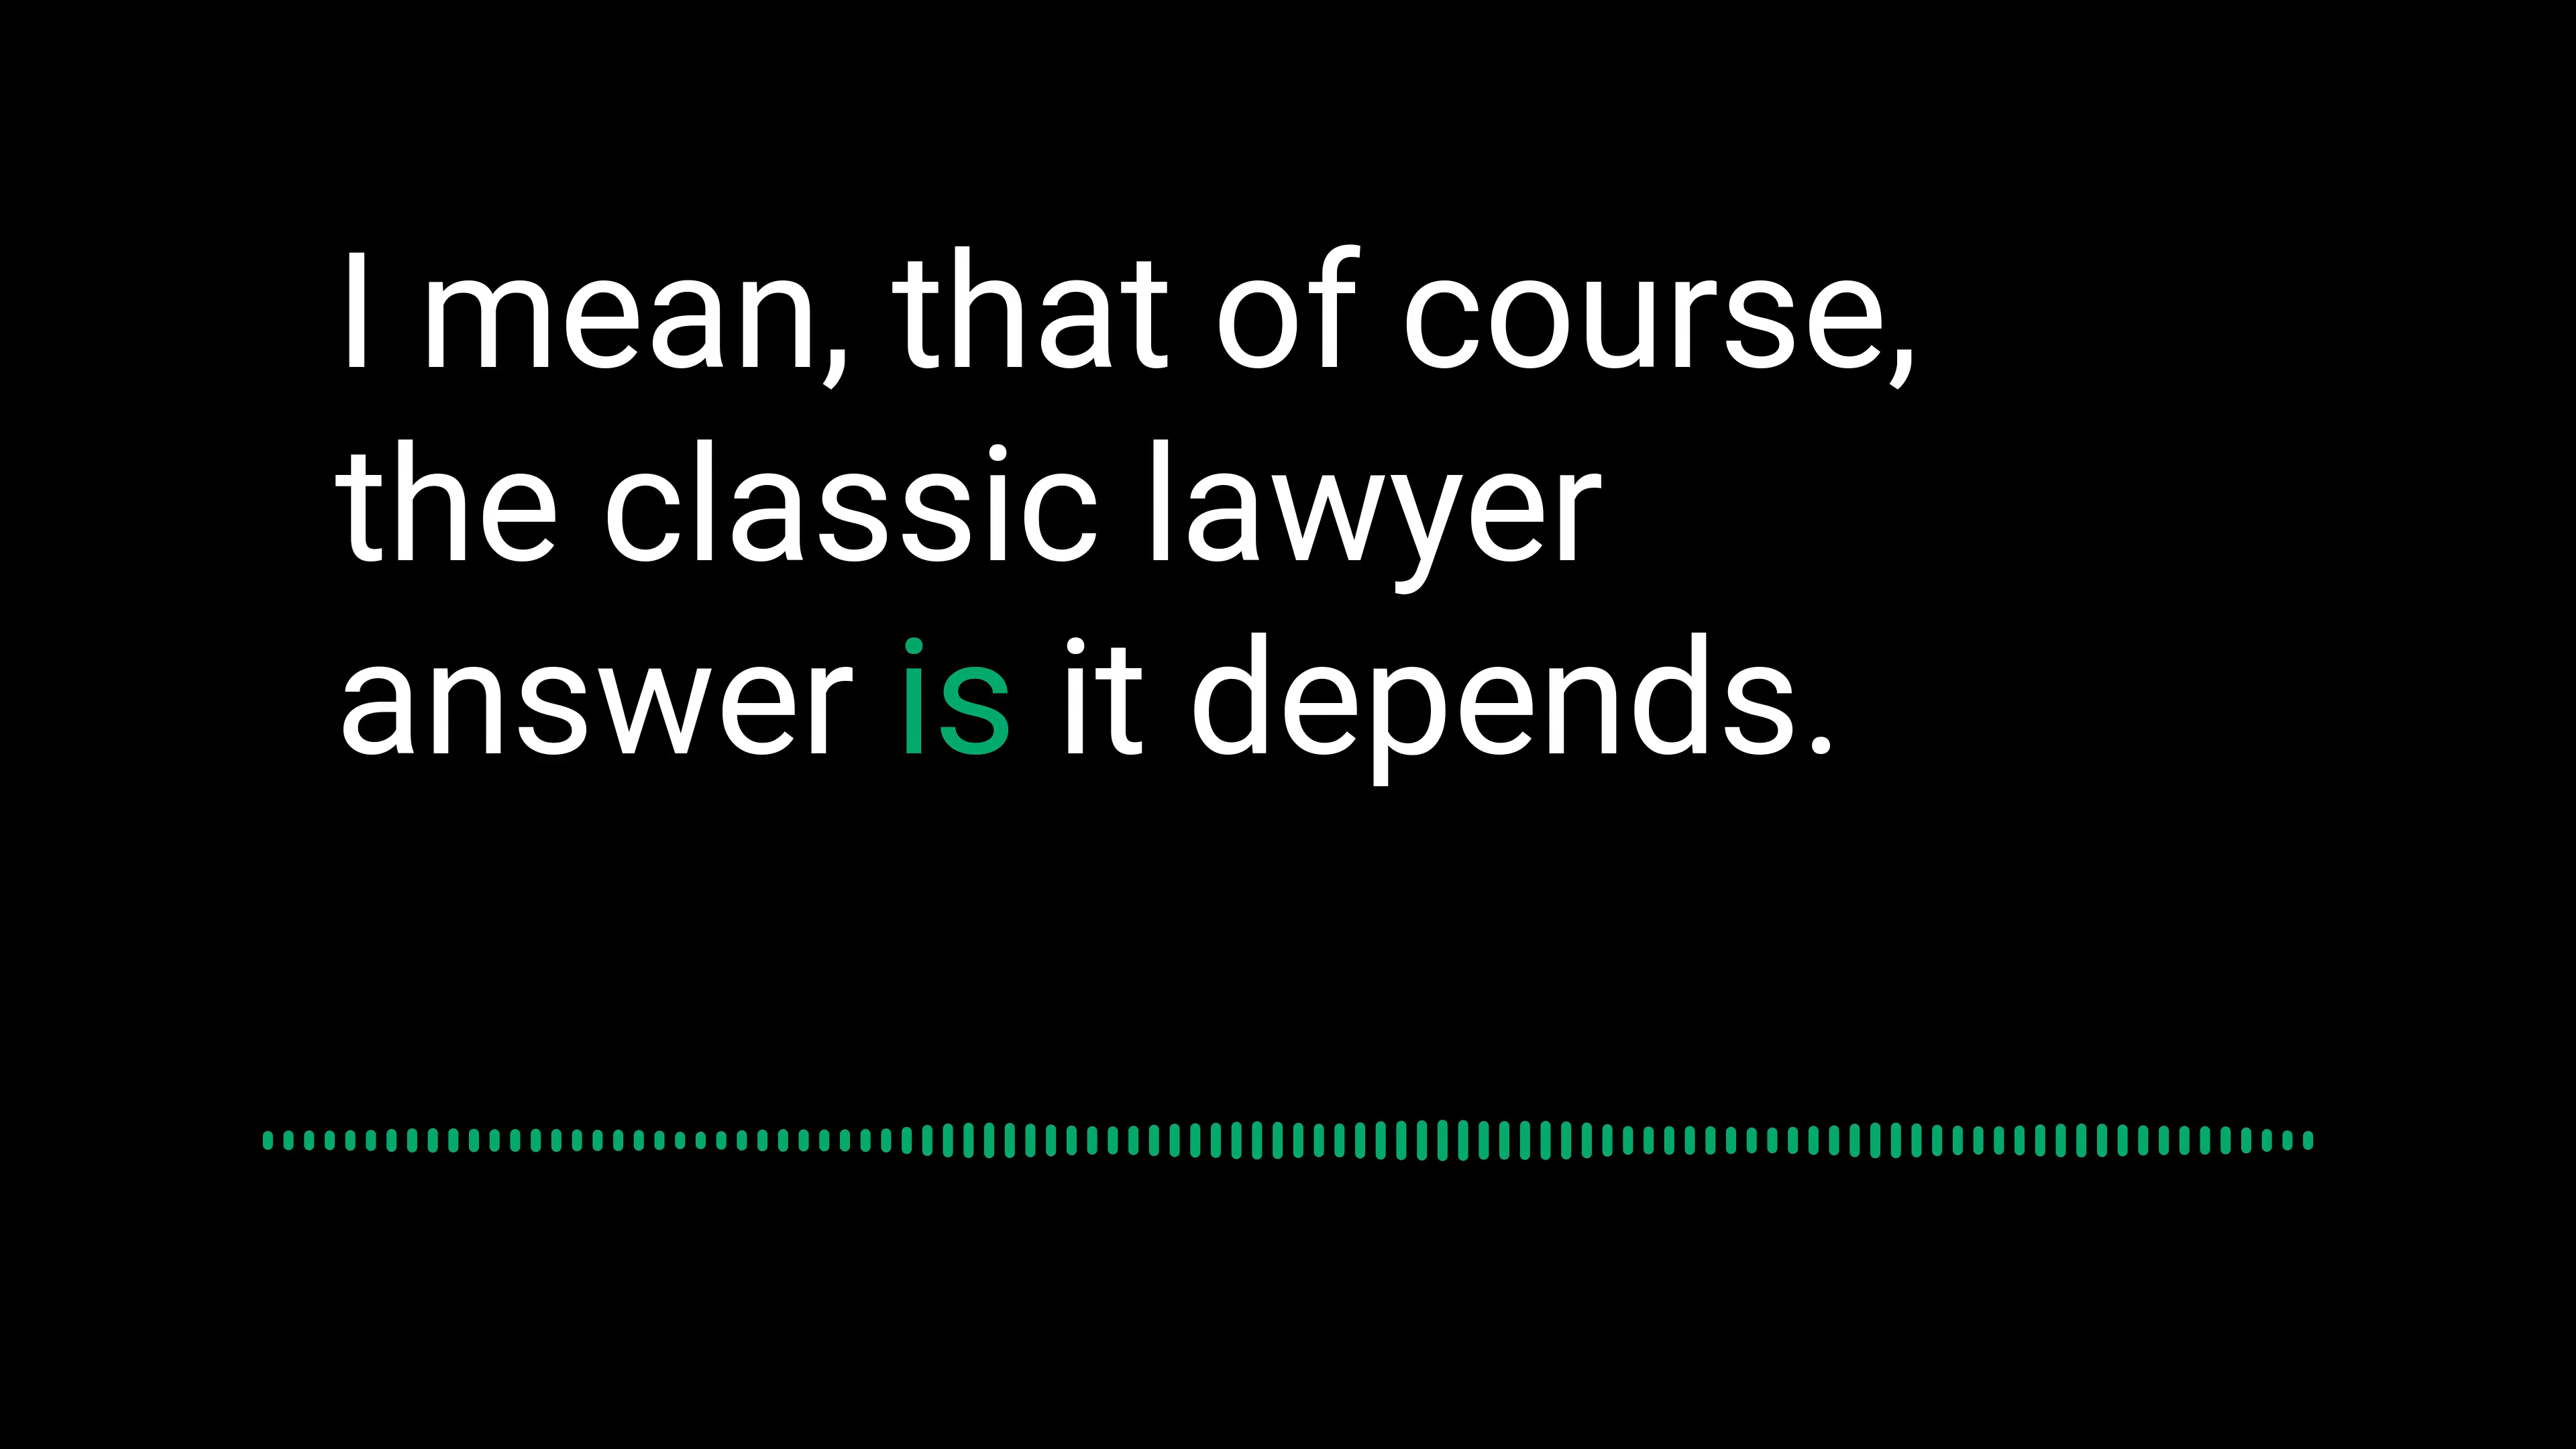 I mean, that of course,
the classic lawyer
answer is it depends.